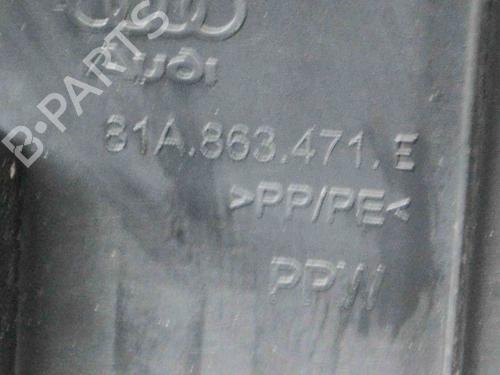 Audi
81A.863.471.E
>PP/PE<
PPW
B-PARTS